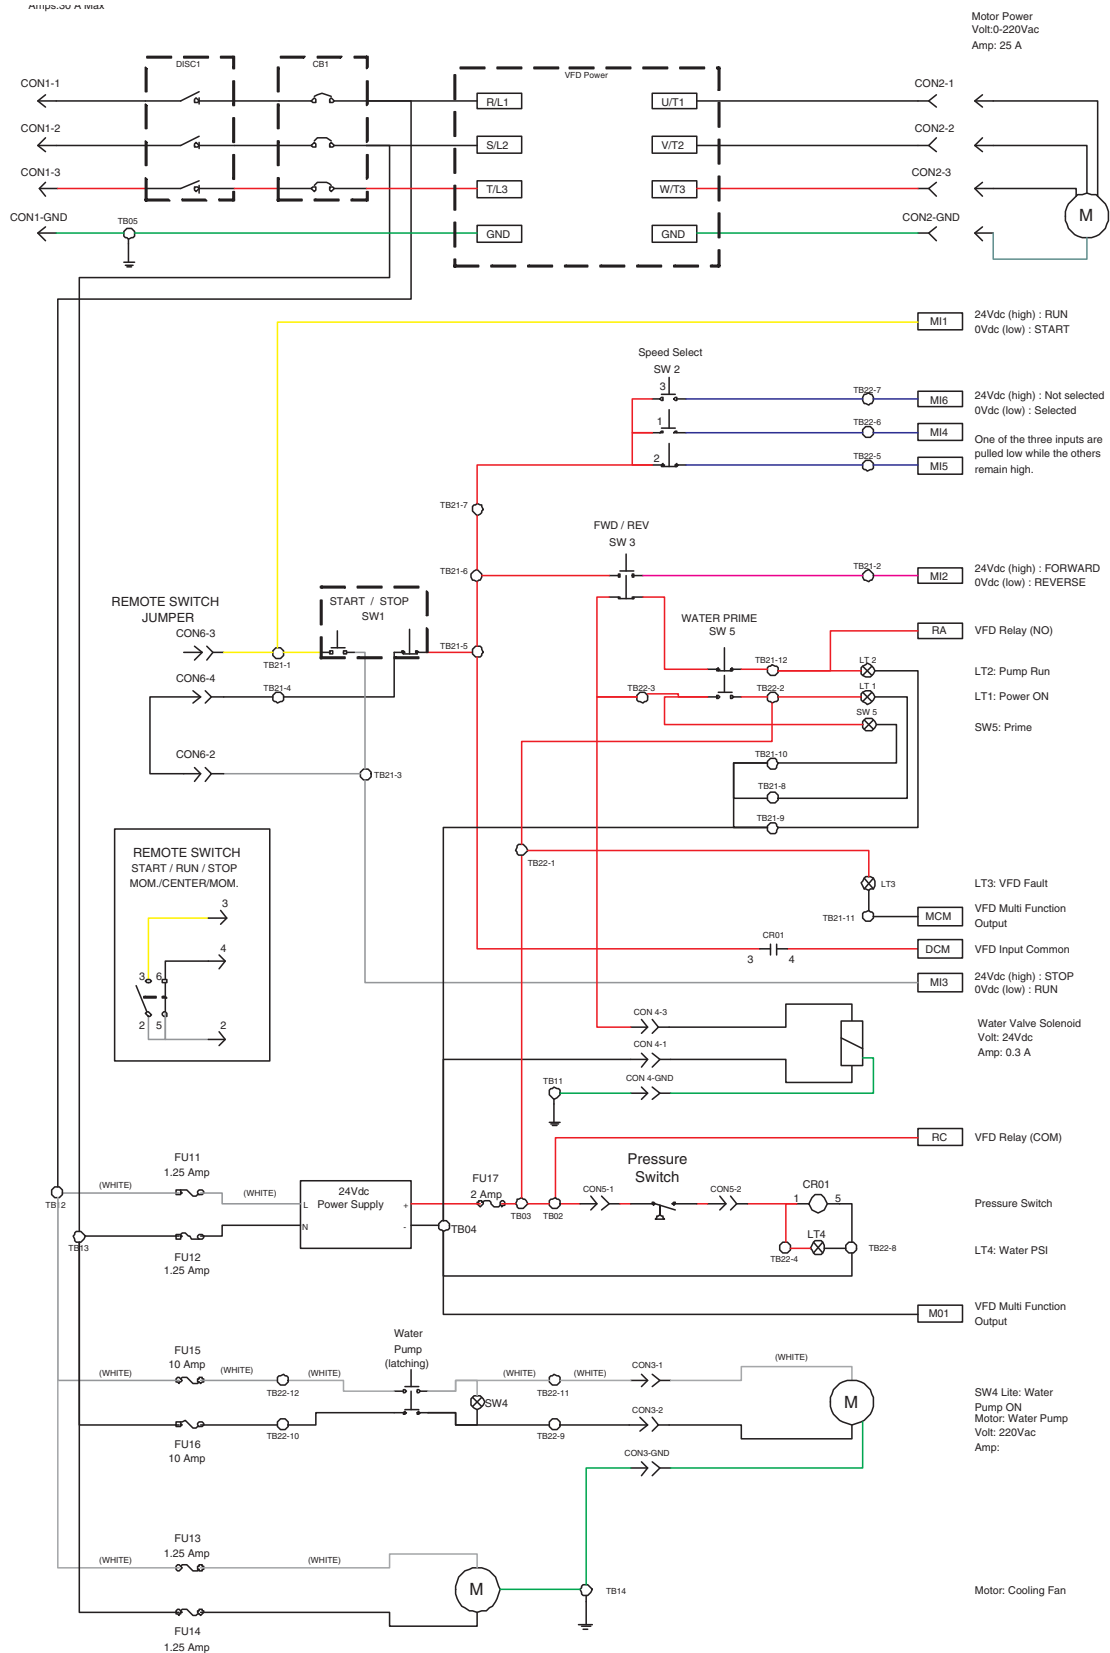 Amps:30 A Max
Motor Power
Volt:0-220Vac
Amp: 25 A
DISC1
CB1
VFD Power
CON1-1
R/L1
U/T1
CON2-1
CON1-2
S/L2
V/T2
CON2-2
CON1-3
T/L3
W/T3
CON2-3
CON1-GND
TB05
GND
GND
CON2-GND
M
MI1
24Vdc (high) : RUN
0Vdc (low) : START
Speed Select
SW 2
3
TB22-7
MI6
24Vdc (high) : Not selected
0Vdc (low) : Selected
1
TB22-6
MI4
One of the three inputs are
pulled low while the others
remain high.
2
TB22-5
MI5
TB21-7
FWD / REV
SW 3
TB21-6
TB21-2
MI2
24Vdc (high) : FORWARD
0Vdc (low) : REVERSE
REMOTE SWITCH
JUMPER
START / STOP
SW1
WATER PRIME
SW 5
CON6-3
TB21-1
TB21-5
RA
VFD Relay (NO)
TB21-12
LT 2
LT2: Pump Run
CON6-4
TB21-4
TB22-3
TB22-2
LT 1
LT1: Power ON
SW 5
SW5: Prime
CON6-2
TB21-3
TB21-10
TB21-8
TB21-9
REMOTE SWITCH
START / RUN / STOP
MOM./CENTER/MOM.
3
4
3 6
2 5
2
TB22-1
LT3
LT3: VFD Fault
TB21-11
MCM
VFD Multi Function
Output
CR01
3 4
DCM
VFD Input Common
MI3
24Vdc (high) : STOP
0Vdc (low) : RUN
CON 4-3
CON 4-1
Water Valve Solenoid
Volt: 24Vdc
Amp: 0.3 A
TB11
CON 4-GND
RC
VFD Relay (COM)
FU11
1.25 Amp
(WHITE)
(WHITE)
TB12
24Vdc
Power Supply
L
N
+
-
FU17
2 Amp
TB03
TB02
Pressure
Switch
CON5-1
CON5-2
CR01
1 5
Pressure Switch
TB13
FU12
1.25 Amp
TB04
LT4
TB22-4
TB22-8
LT4: Water PSI
M01
VFD Multi Function
Output
FU15
10 Amp
(WHITE)
(WHITE)
TB22-12
(WHITE)
Water
Pump
(latching)
SW4
(WHITE)
TB22-11
(WHITE)
CON3-1
(WHITE)
M
FU16
10 Amp
TB22-10
TB22-9
CON3-2
CON3-GND
SW4 Lite: Water
Pump ON
Motor: Water Pump
Volt: 220Vac
Amp:
FU13
1.25 Amp
(WHITE)
(WHITE)
M
TB14
Motor: Cooling Fan
FU14
1.25 Amp